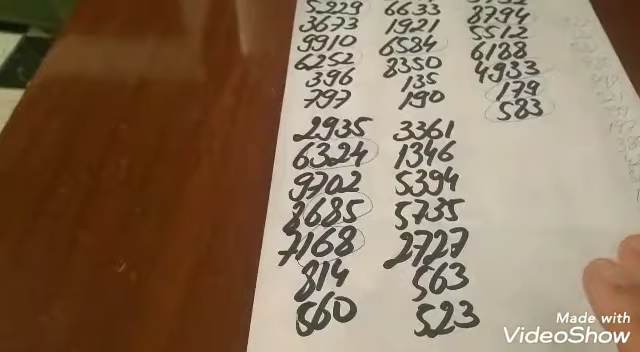 5229 6633
3673 1921 8794
9910 6584 5512
6252 8350 6188
396 135 4933
797 190 179
583
2935 3361
6324 1346
9702 5394
8685 5735
7168 2727
814 563
560 523
Made with
VideoShow